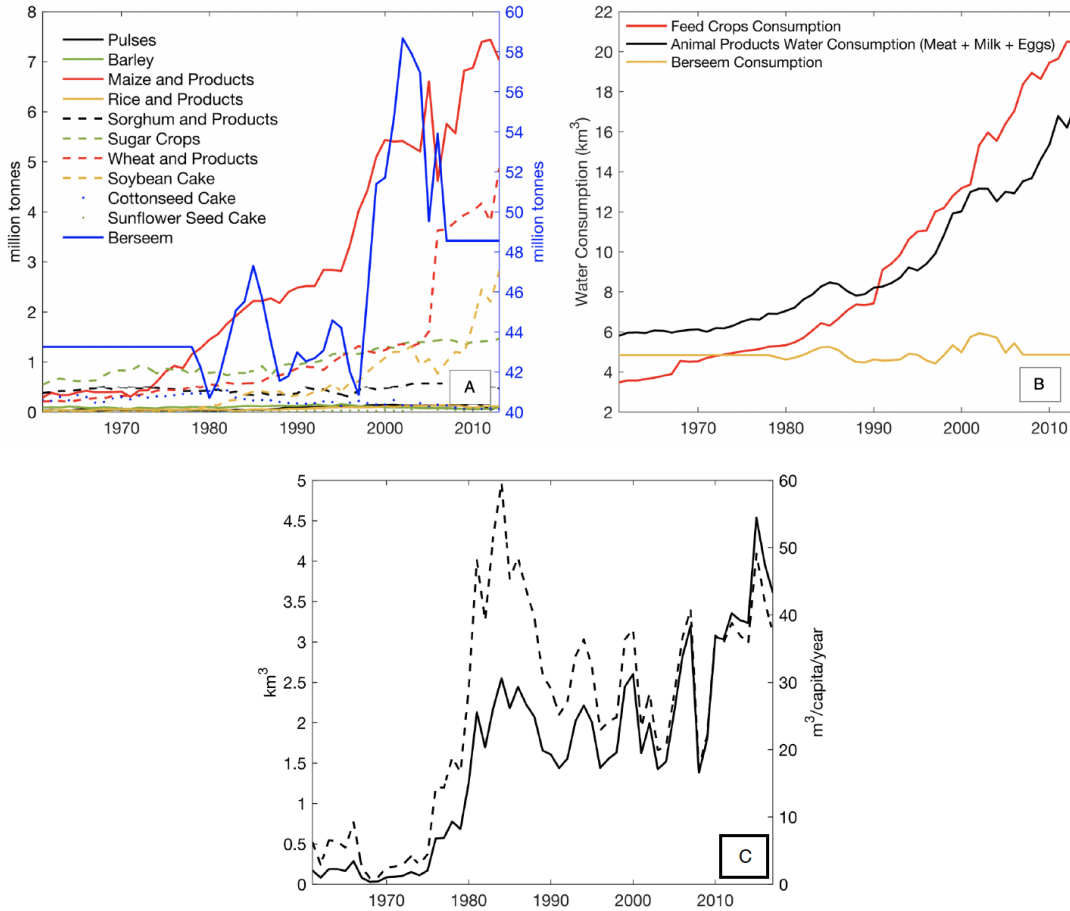 8
7
6
5
4
3
2
1
0
million tonnes
Pulses
Barley
Maize and Products
Rice and Products
Sorghum and Products
Sugar Crops
Wheat and Products
Soybean Cake
Cottonseed Cake
Sunflower Seed Cake
Berseem
A
60
58
56
54
52
50
48
46
44
42
40
million tonnes
1970 1980 1990 2000 2010
22
20
18
16
14
12
10
8
6
4
2
Water Consumption (km³)
Feed Crops Consumption
Animal Products Water Consumption (Meat + Milk + Eggs)
Berseem Consumption
B
1970 1980 1990 2000 2010
5
4.5
4
3.5
3
2.5
2
1.5
1
0.5
0
km³
60
50
40
30
20
10
0
m³/capita/year
C
1970 1980 1990 2000 2010